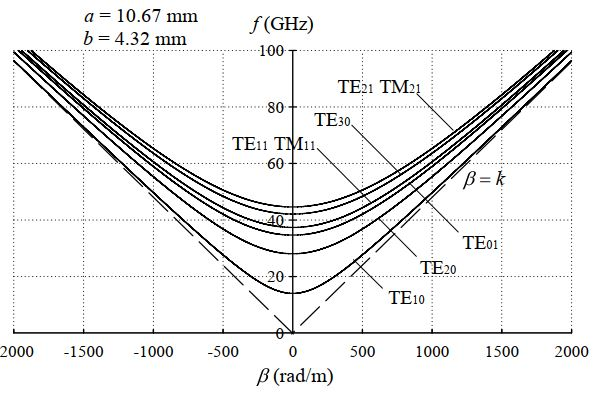 a = 10.67 mm
b = 4.32 mm
f (GHz)
100
80
TE21 TM21
TE30
60
TE11 TM11
β = k
40
TE01
TE20
20
TE10
0
2000 -1500 -1000 -500 0 500 1000 1500 2000
β (rad/m)